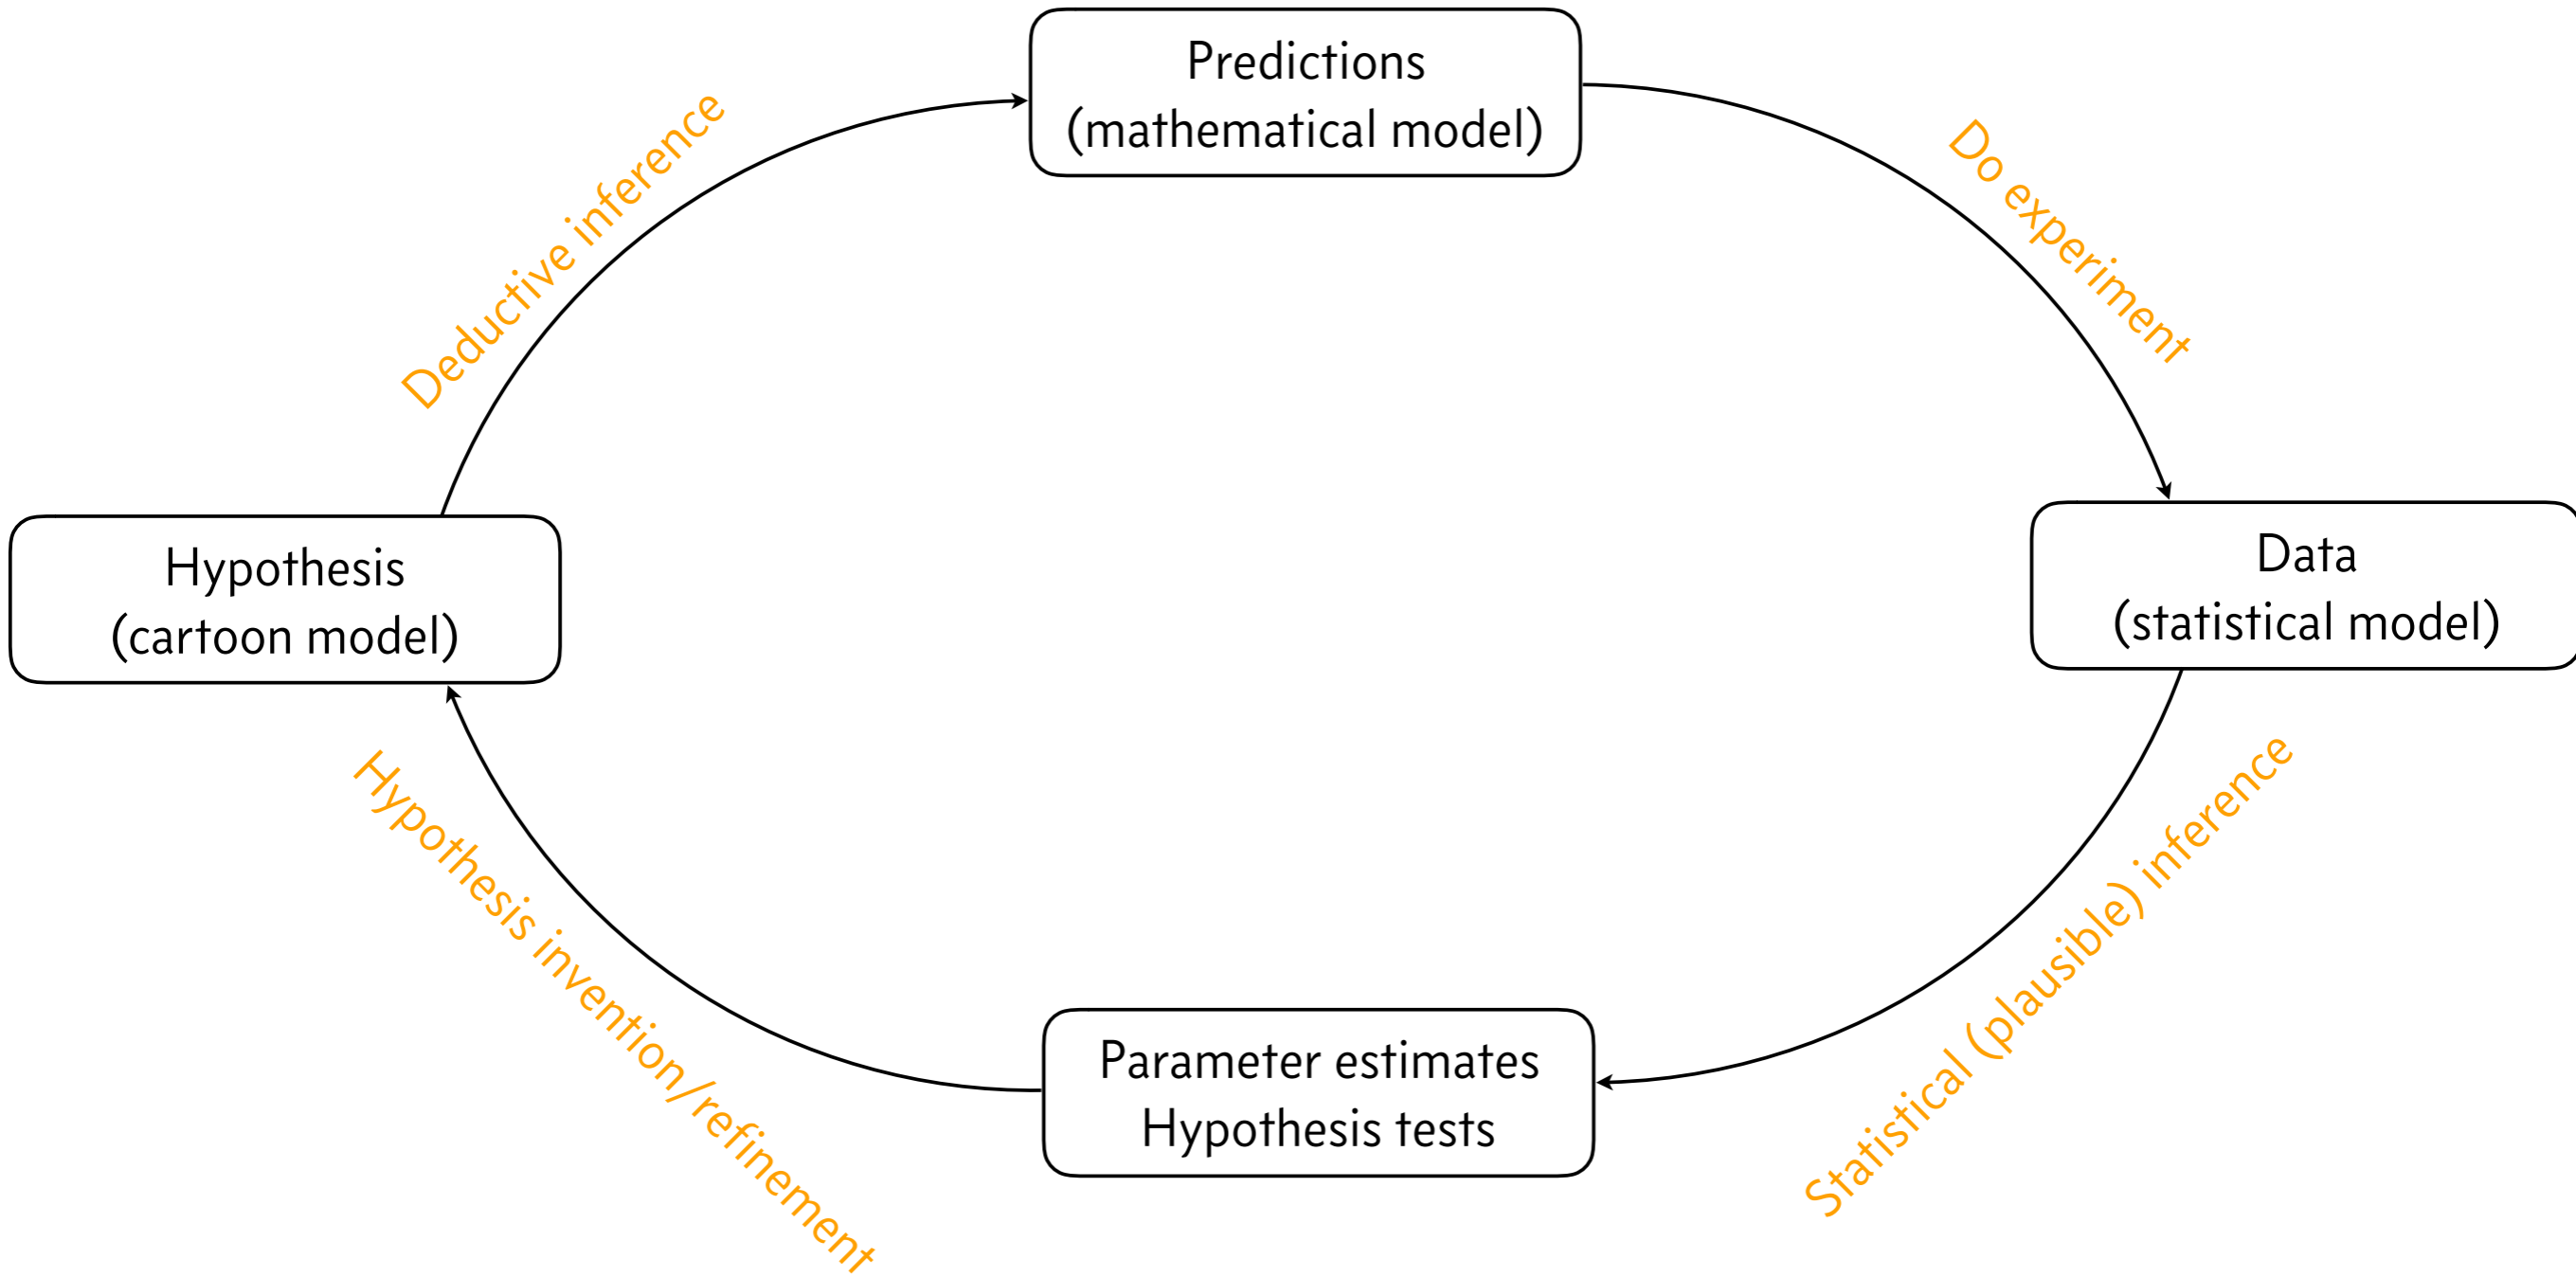 Predictions
(mathematical model)
Deductive inference
Do experiment
Hypothesis
(cartoon model)
Data
(statistical model)
Hypothesis invention/refinement
Statistical (plausible) inference
Parameter estimates
Hypothesis tests